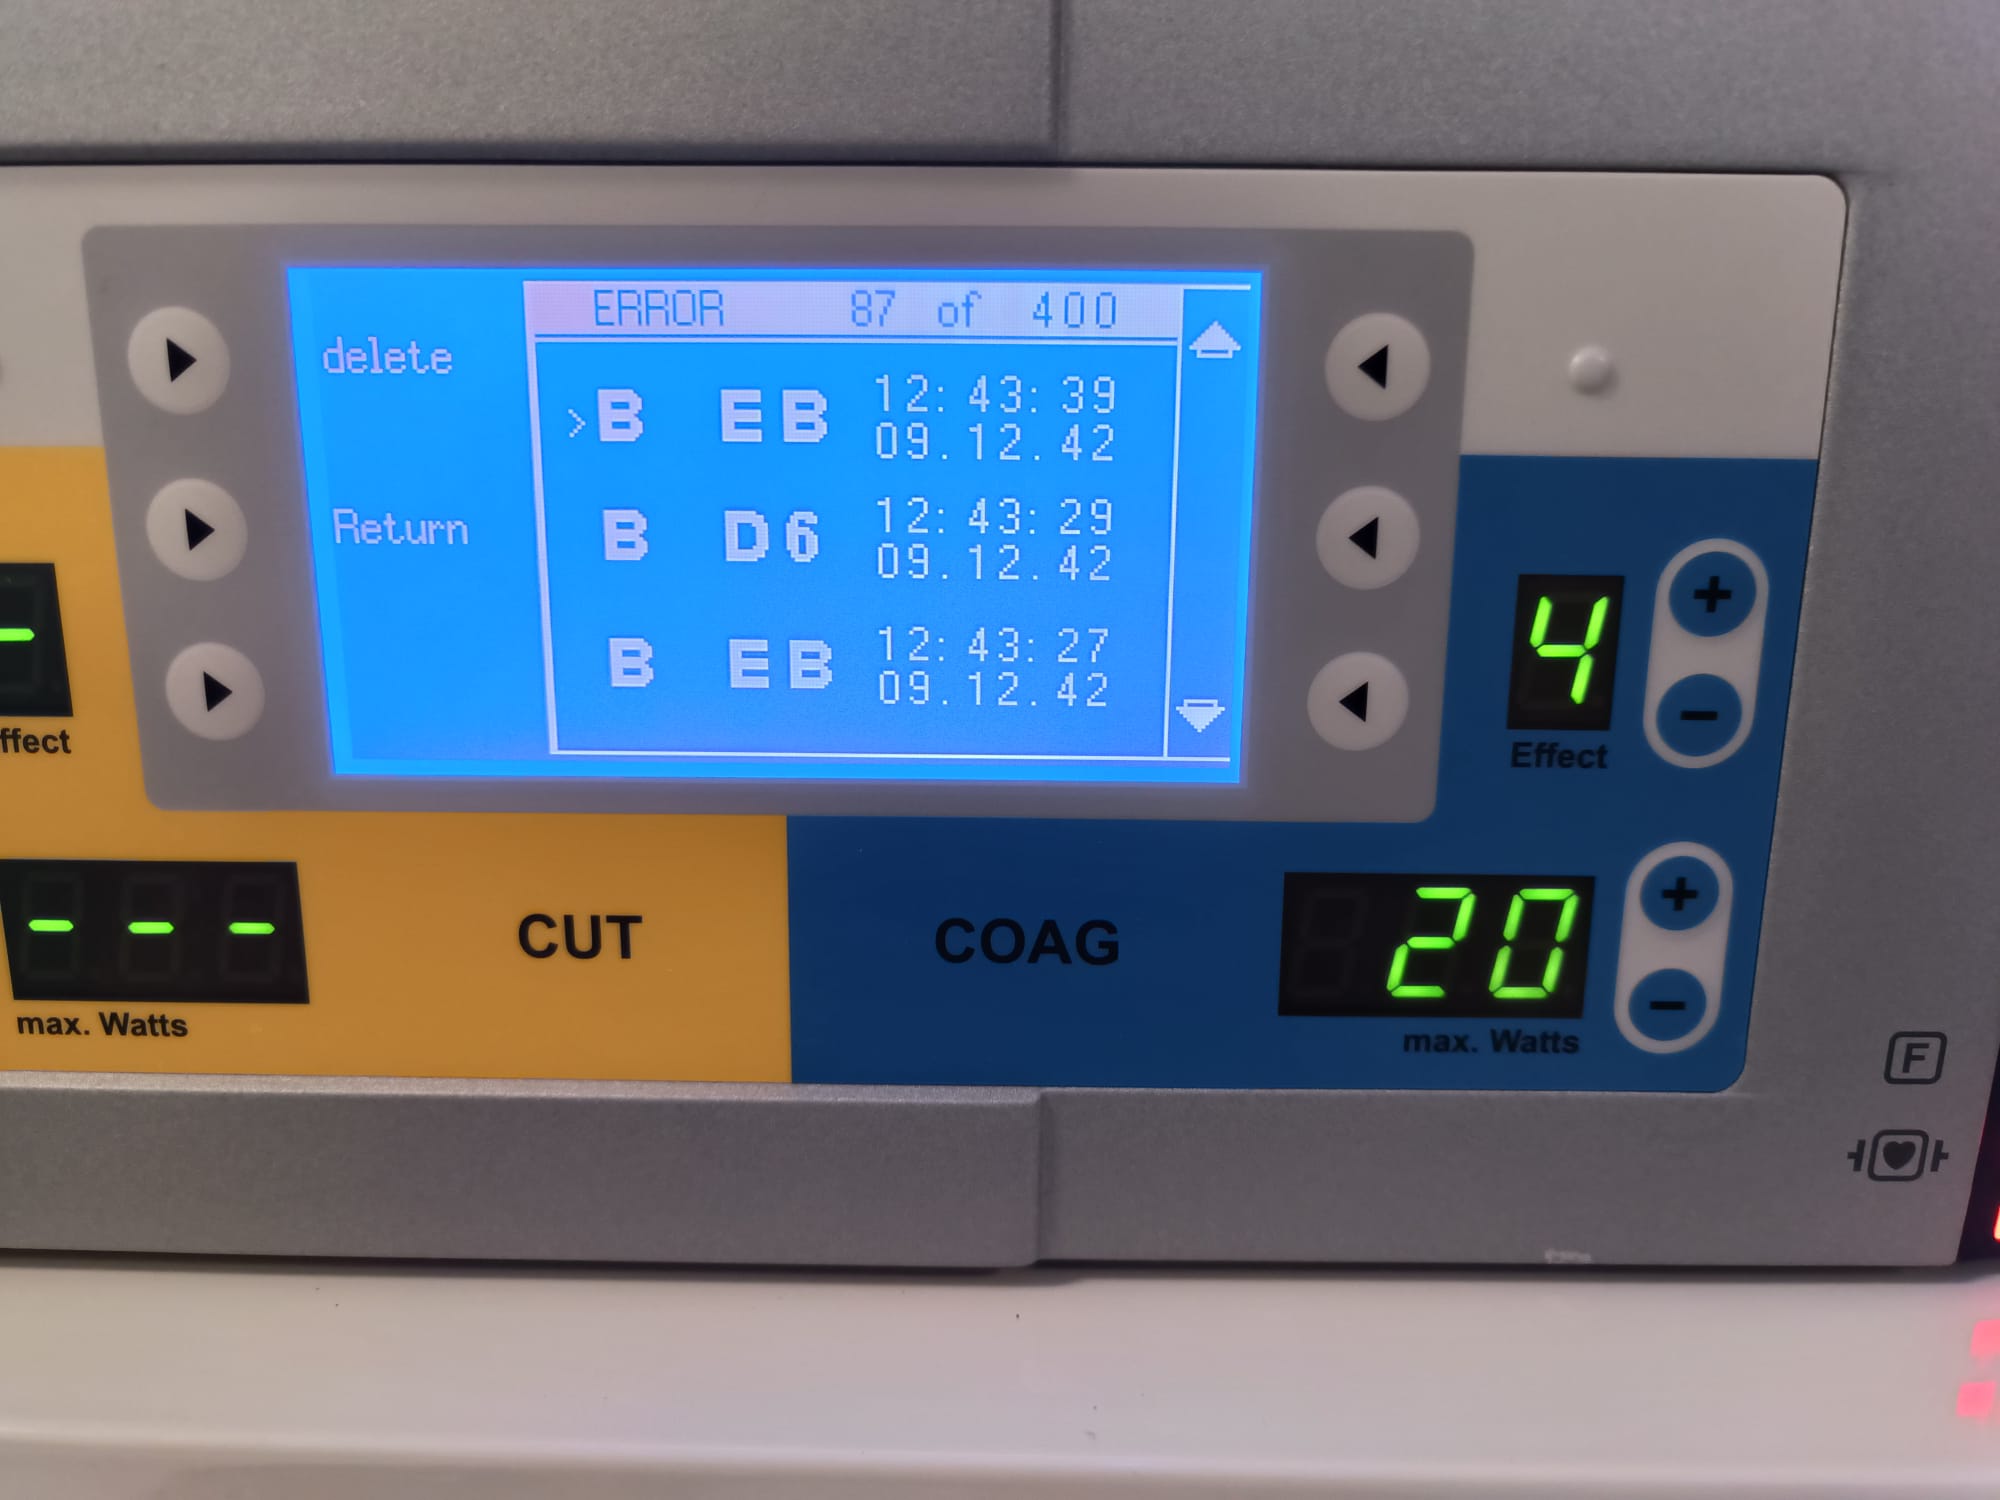 ERROR 87 of 400
delete
>B EB 12:43:39
09.12.42
Return
B D6 12:43:29
09.12.42
B EB 12:43:27
09.12.42
4
ffect
Effect
- - -
CUT
COAG
20
max. Watts
max. Watts
F